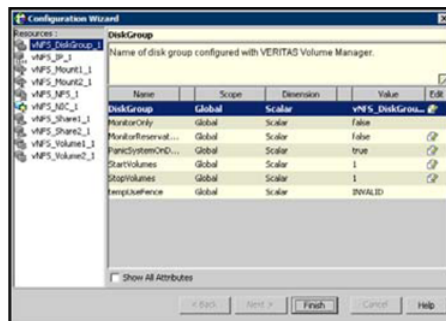 Configuration Wizard
Resources :
vNFS_DiskGroup_1
vNFS_IP_1
vNFS_Mount1_1
vNFS_Mount2_1
vNFS_NFS_1
vNFS_NIC_1
vNFS_Share1_1
vNFS_Share2_1
vNFS_Volume1_1
vNFS_Volume2_1
DiskGroup
Name of disk group configured with VERITAS Volume Manager.
Name Scope Dimension Value Edit
DiskGroup Global Scalar vNFS_DiskGrou...
MonitorOnly Global Scalar false
MonitorReservat... Global Scalar false
PanicSystemOnD... Global Scalar true
StartVolumes Global Scalar 1
StopVolumes Global Scalar 1
tempUseFence Global Scalar INVALID
Show All Attributes
< Back Next > Finish Cancel Help